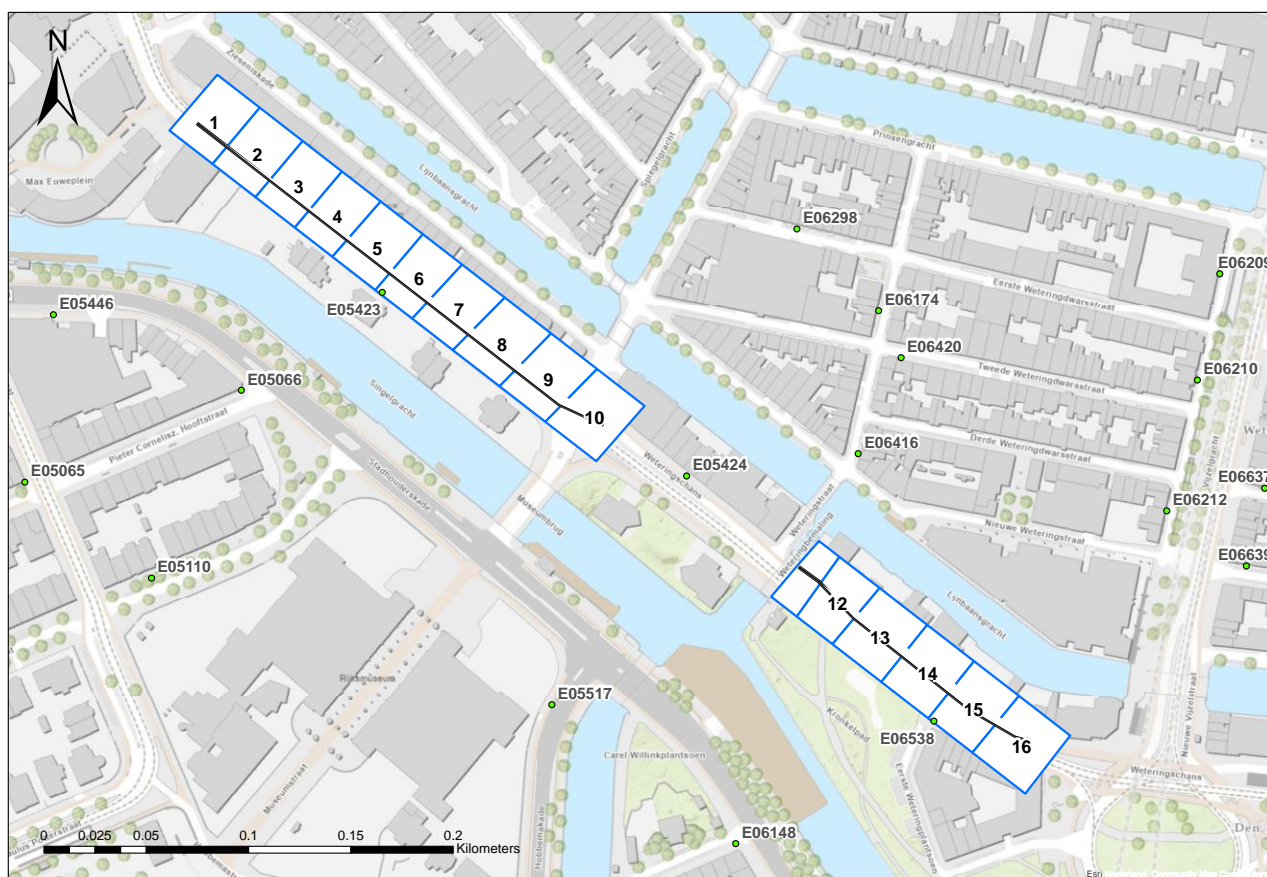 N
Zieseniskade
1
2
Max Euweplein
Lijnbaansgracht
Spiegelgracht
Prinsengracht
3
4
E06298
5
E05423
6
E06209
E05446
7
E06174
Eerste Weteringdwarsstraat
8
E06420
Tweede Weteringdwarsstraat
E06210
E05066
Singelgracht
9
Pieter Cornelisz. Hooftstraat
10
E06416
Derde Weteringdwarsstraat
Vijzelgracht
E05065
Stadhouderskade
Weteringschans
E05424
E06637
Museumbrug
Weteringstraat
Weteringbemaling
E06212
Nieuwe Weteringstraat
E05110
E06639
12
Lijnbaansgracht
13
Rijksmuseum
14
E05517
15
Kronkelpad
E06538
16
Nieuwe Vijzelstraat
Carel Willinkplantsoen
Museumstraat
Eerste Weteringplantsoen
Weteringschans
Hobbemakade
Den
0 0.025 0.05 0.1 0.15 0.2
Kilometers
E06148